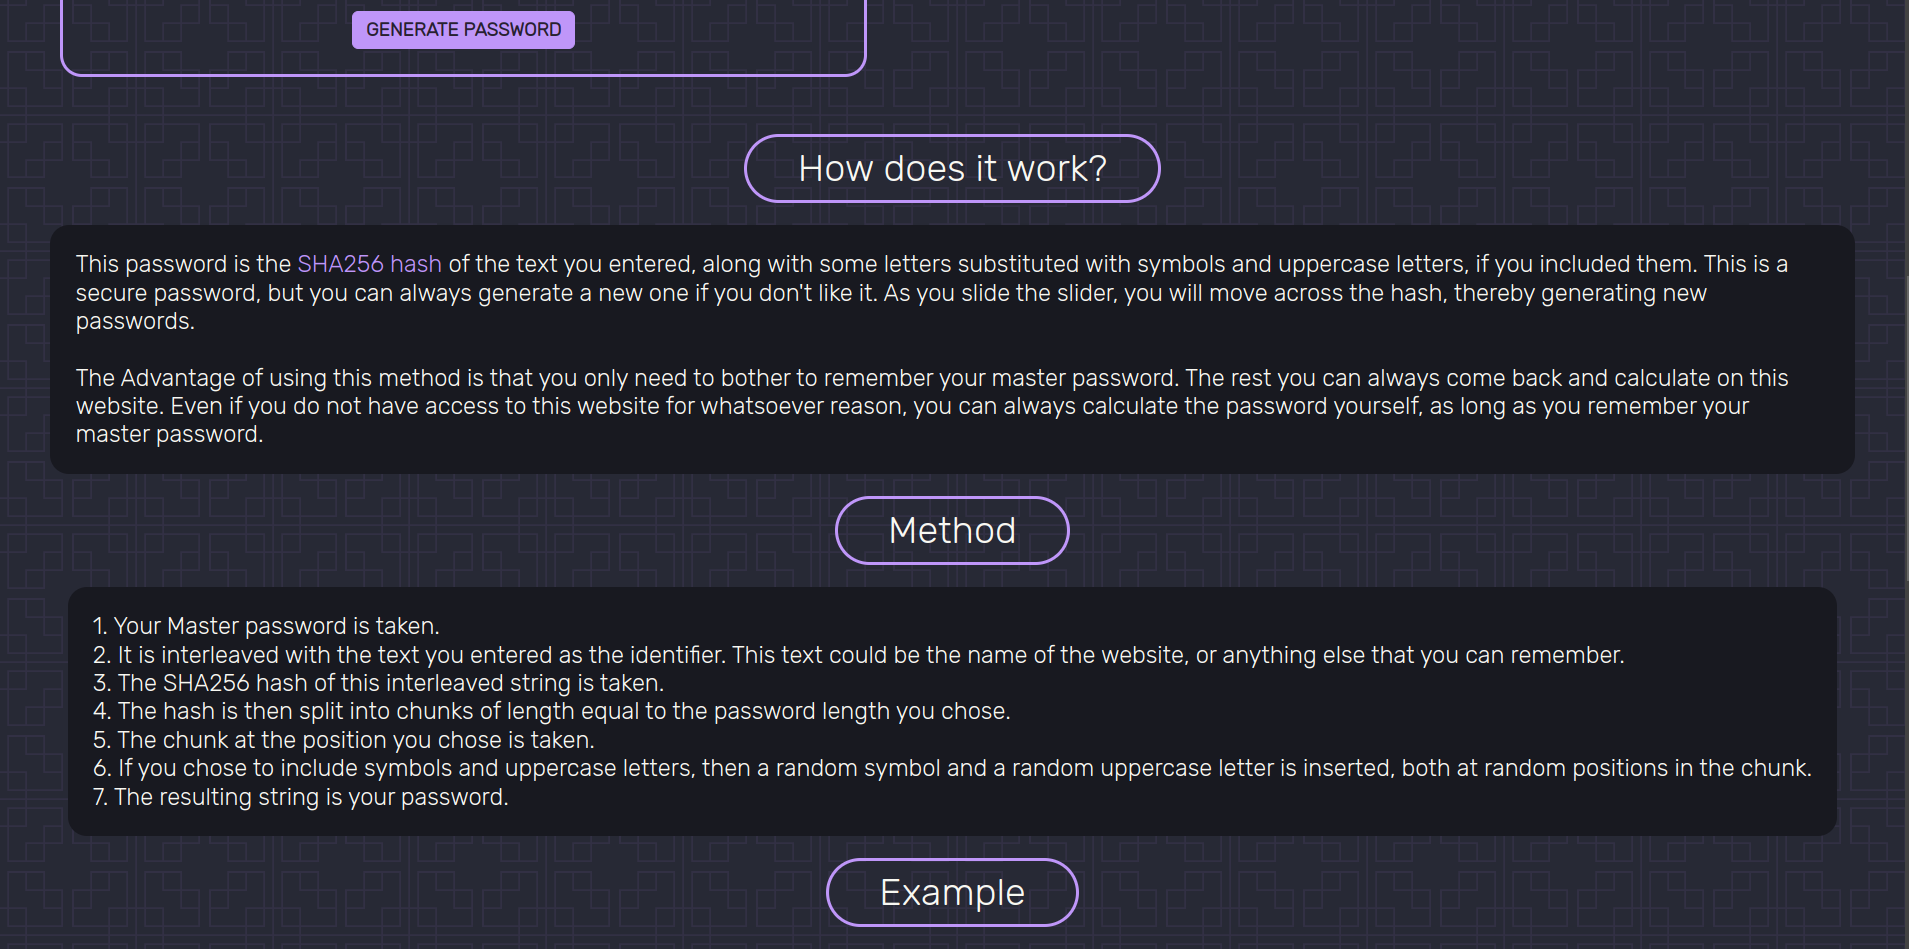 GENERATE PASSWORD
How does it work?
This password is the SHA256 hash of the text you entered, along with some letters substituted with symbols and uppercase letters, if you included them. This is a
secure password, but you can always generate a new one if you don't like it. As you slide the slider, you will move across the hash, thereby generating new
passwords.
The Advantage of using this method is that you only need to bother to remember your master password. The rest you can always come back and calculate on this
website. Even if you do not have access to this website for whatsoever reason, you can always calculate the password yourself, as long as you remember your
master password.
Method
1. Your Master password is taken.
2. It is interleaved with the text you entered as the identifier. This text could be the name of the website, or anything else that you can remember.
3. The SHA256 hash of this interleaved string is taken.
4. The hash is then split into chunks of length equal to the password length you chose.
5. The chunk at the position you chose is taken.
6. If you chose to include symbols and uppercase letters, then a random symbol and a random uppercase letter is inserted, both at random positions in the chunk.
7. The resulting string is your password.
Example